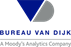 BUREAU VAN DIJK
A Moody's Analytics Company